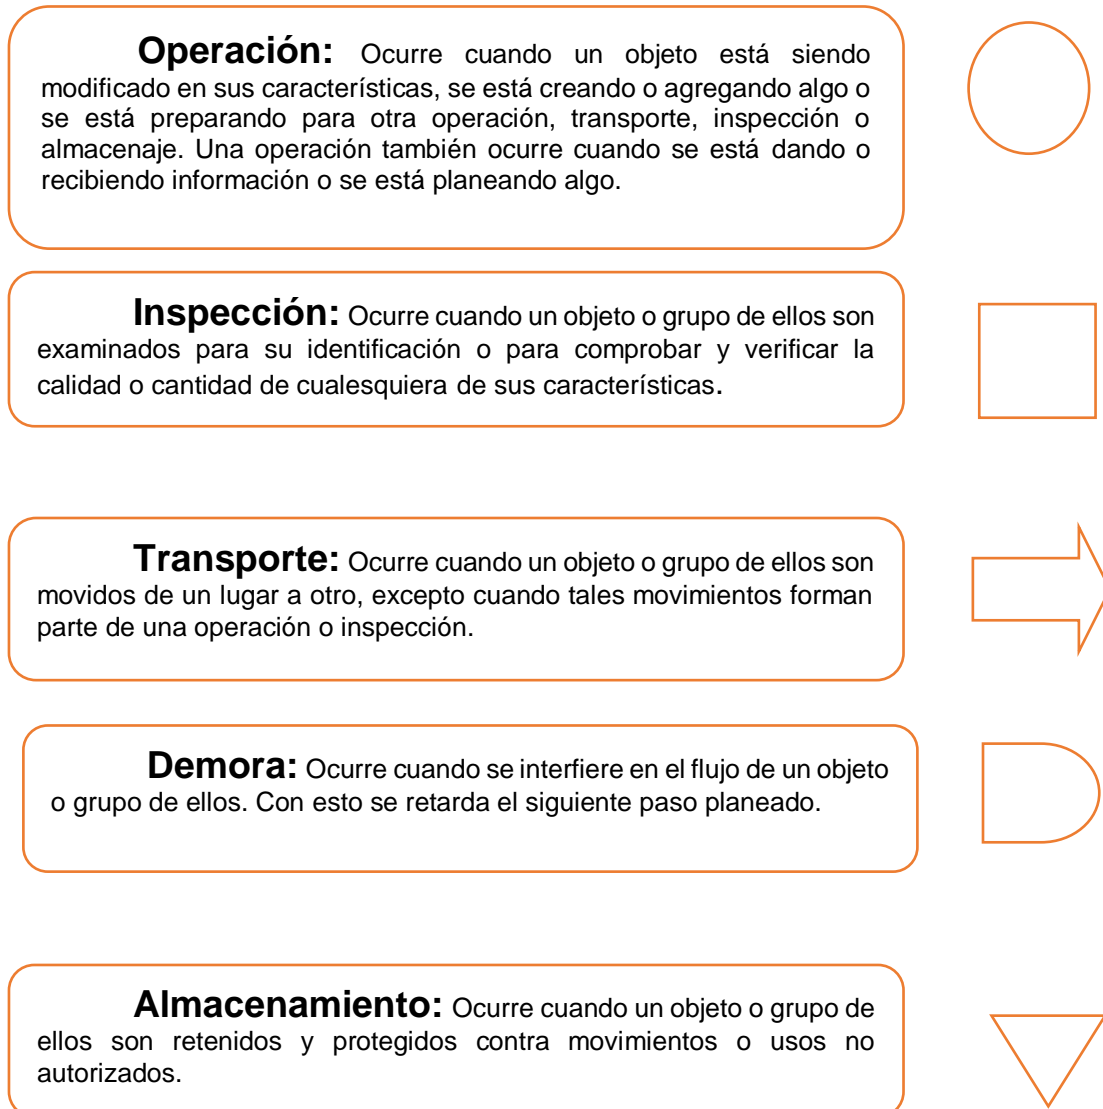 Operación: Ocurre cuando un objeto está siendo
modificado en sus características, se está creando o agregando algo o
se está preparando para otra operación, transporte, inspección o
almacenaje. Una operación también ocurre cuando se está dando o
recibiendo información o se está planeando algo.
Inspección: Ocurre cuando un objeto o grupo de ellos son
examinados para su identificación o para comprobar y verificar la
calidad o cantidad de cualesquiera de sus características.
Transporte: Ocurre cuando un objeto o grupo de ellos son
movidos de un lugar a otro, excepto cuando tales movimientos forman
parte de una operación o inspección.
Demora: Ocurre cuando se interfiere en el flujo de un objeto
o grupo de ellos. Con esto se retarda el siguiente paso planeado.
Almacenamiento: Ocurre cuando un objeto o grupo de
ellos son retenidos y protegidos contra movimientos o usos no
autorizados.